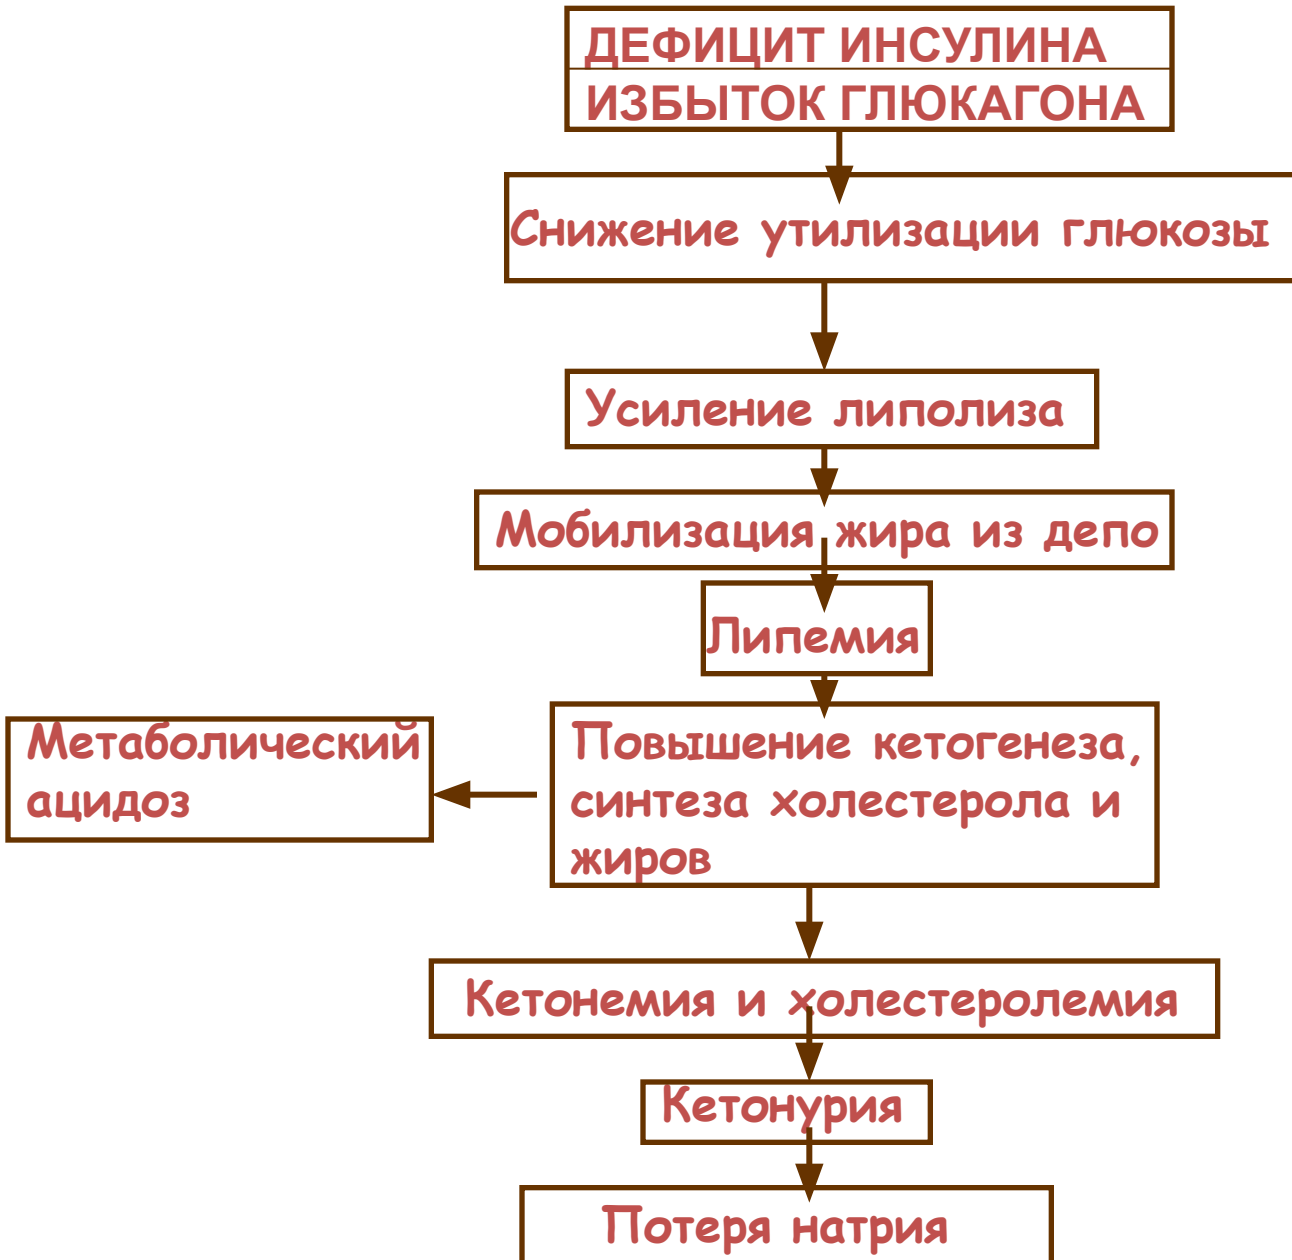 ДЕФИЦИТ ИНСУЛИНА
ИЗБЫТОК ГЛЮКАГОНА
Снижение утилизации глюкозы
Усиление липолиза
Мобилизация жира из депо
Липемия
Метаболический
ацидоз
Повышение кетогенеза,
синтеза холестерола и
жиров
Кетонемия и холестеролемия
Кетонурия
Потеря натрия